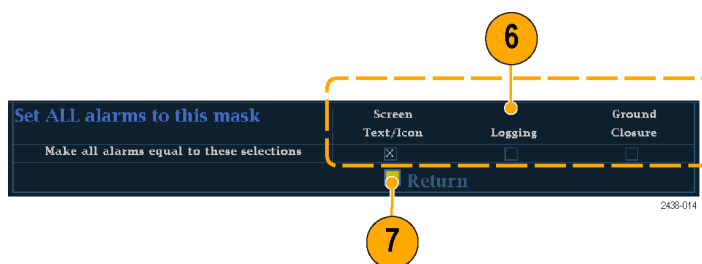 6
Set ALL alarms to this mask
Screen Text/Icon
Logging
Ground Closure
Make all alarms equal to these selections
X
Return
2438-014
7